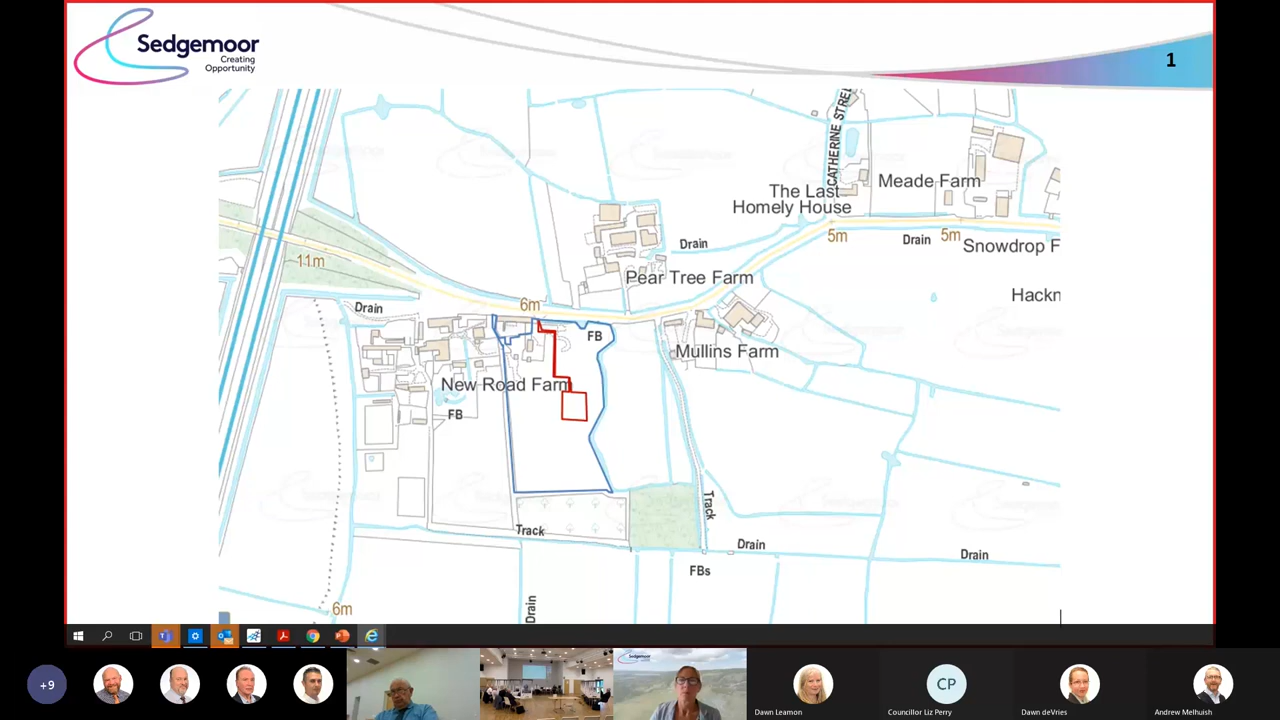 Sedgemoor
Creating
Opportunity
1
CATHERINE STREE
Meade Farm
The Last
Homely House
5m
Drain
5m
Snowdrop F
Drain
11m
Pear Tree Farm
Hackn
6m
Drain
FB
Mullins Farm
New Road Farm
FB
Track
Track
Drain
Drain
FBs
Drain
6m
+9
Sedgemoor
CP
Dawn Leamon
Councillor Liz Perry
Dawn deVries
Andrew Melhuish